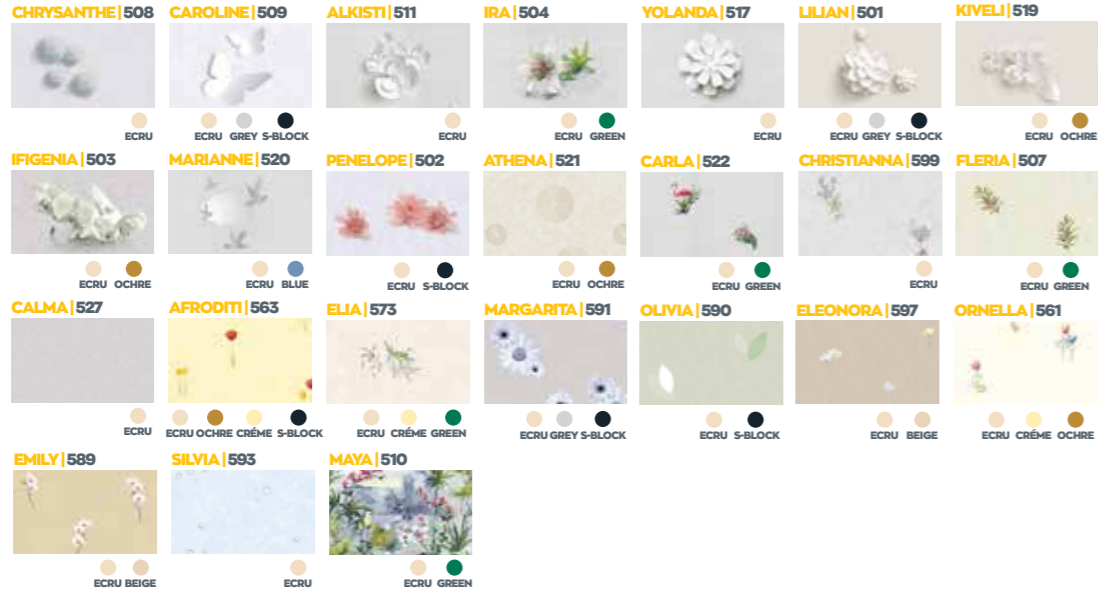 CHRYSANTHE | 508 CAROLINE | 509 ALKISTI | 511 IRA | 504 YOLANDA | 517 LILIAN | 501 KIVELI | 519
ECRU ECRU GREY S-BLOCK ECRU ECRU GREEN ECRU ECRU GREY S-BLOCK ECRU OCHRE
IFIGENIA | 503 MARIANNE | 520 PENELOPE | 502 ATHENA | 521 CARLA | 522 CHRISTIANNA | 599 FLERIA | 507
ECRU OCHRE ECRU BLUE ECRU S-BLOCK ECRU OCHRE ECRU GREEN ECRU ECRU GREEN
CALMA | 527 AFRODITI | 563 ELIA | 573 MARGARITA | 591 OLIVIA | 590 ELEONORA | 597 ORNELLA | 561
ECRU ECRU OCHRE CRÉME S-BLOCK ECRU CRÉME GREEN ECRU GREY S-BLOCK ECRU S-BLOCK ECRU BEIGE ECRU CRÉME OCHRE
EMILY | 589 SILVIA | 593 MAYA | 510
ECRU BEIGE ECRU ECRU GREEN